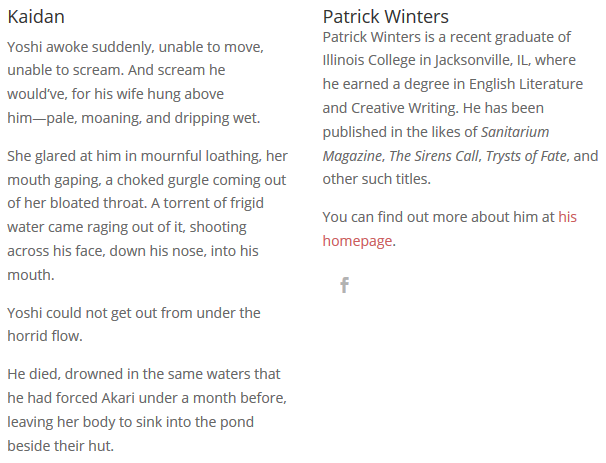 Kaidan
Yoshi awoke suddenly, unable to move,
unable to scream. And scream he
would’ve, for his wife hung above
him—pale, moaning, and dripping wet.
She glared at him in mournful loathing, her
mouth gaping, a choked gurgle coming out
of her bloated throat. A torrent of frigid
water came raging out of it, shooting
across his face, down his nose, into his
mouth.
Yoshi could not get out from under the
horrid flow.
He died, drowned in the same waters that
he had forced Akari under a month before,
leaving her body to sink into the pond
beside their hut.
Patrick Winters
Patrick Winters is a recent graduate of
Illinois College in Jacksonville, IL, where
he earned a degree in English Literature
and Creative Writing. He has been
published in the likes of Sanitarium
Magazine, The Sirens Call, Trysts of Fate, and
other such titles.
You can find out more about him at his
homepage.